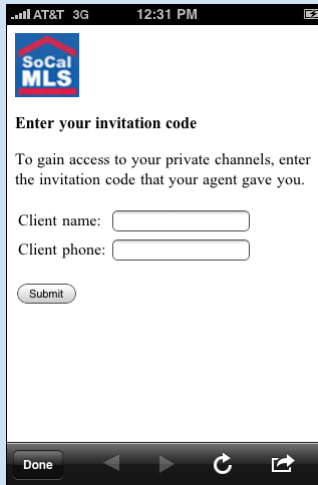 AT&T 3G 12:31 PM
SoCal
MLS
Enter your invitation code
To gain access to your private channels, enter
the invitation code that your agent gave you.
Client name:
Client phone:
Submit
Done